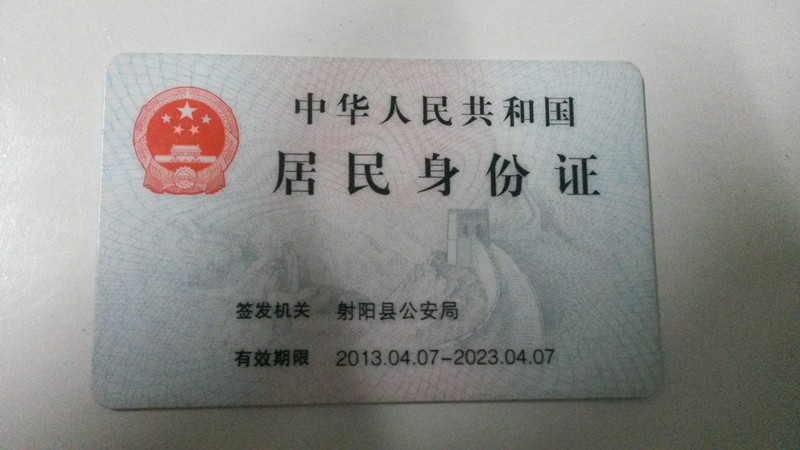 中华人民共和国
居民身份证
签发机关 射阳县公安局
有效期限 2013.04.07-2023.04.07